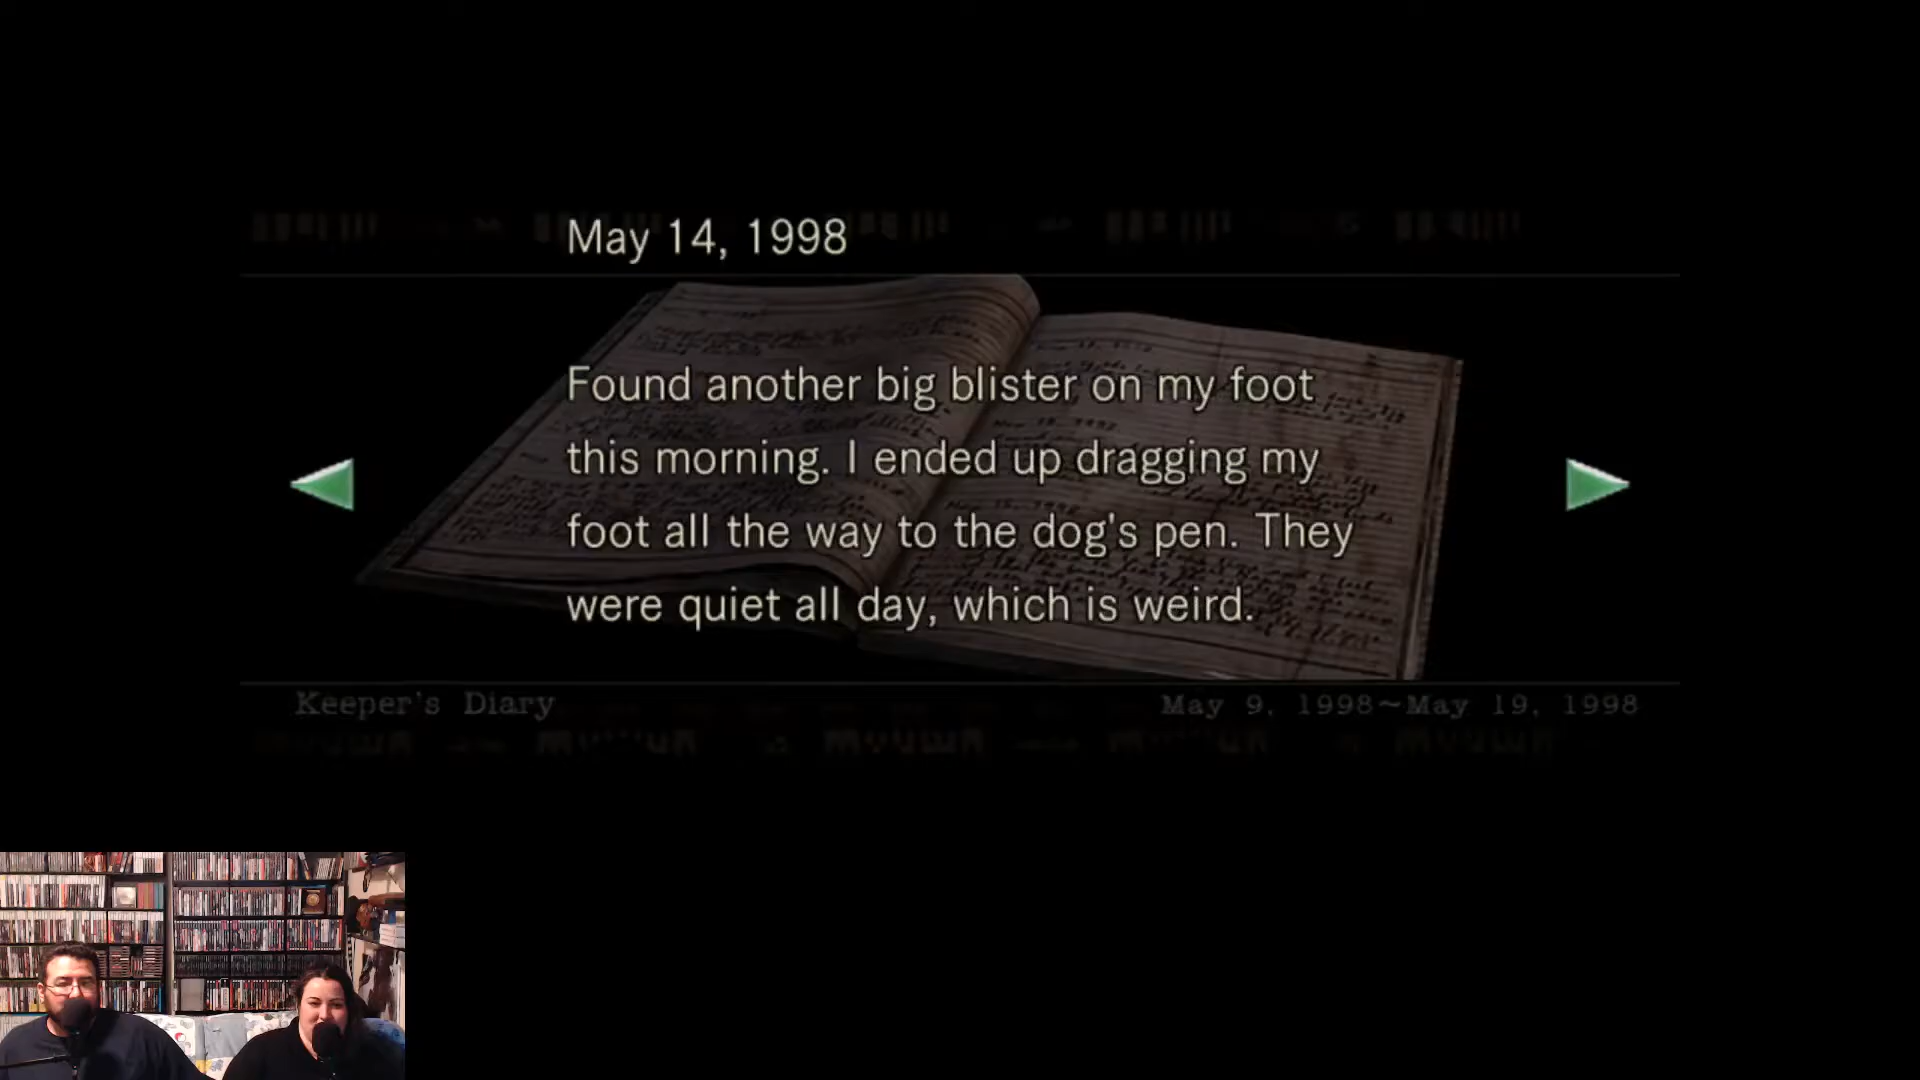 May 14, 1998
Found another big blister on my foot
this morning. I ended up dragging my
foot all the way to the dog's pen. They
were quiet all day, which is weird.
Keeper's Diary
May 9, 1998~May 19, 1998